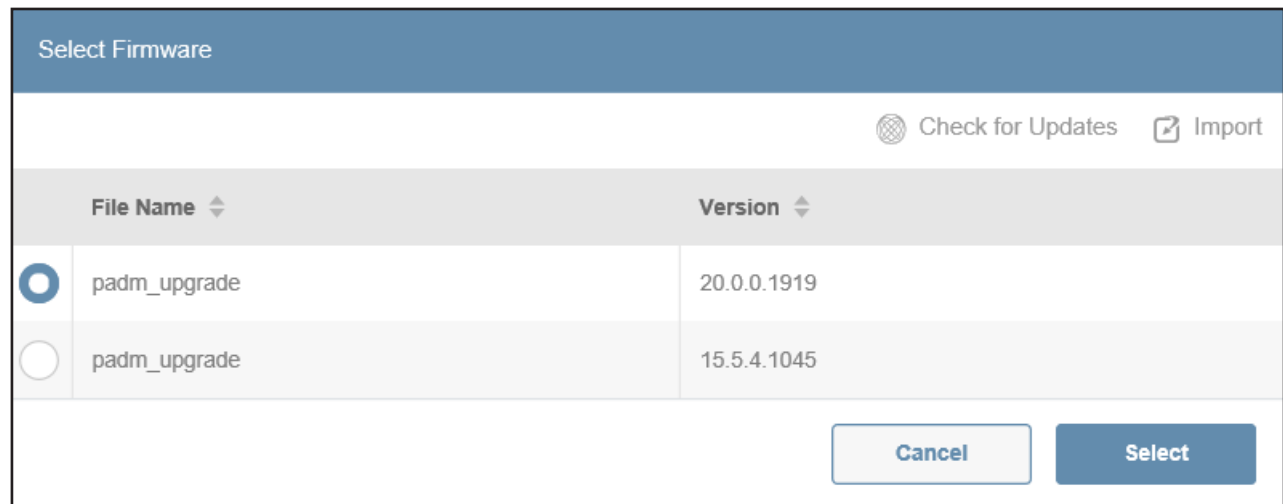 Select Firmware
Check for Updates Import
File Name Version
padm_upgrade 20.0.0.1919
padm_upgrade 15.5.4.1045
Cancel Select